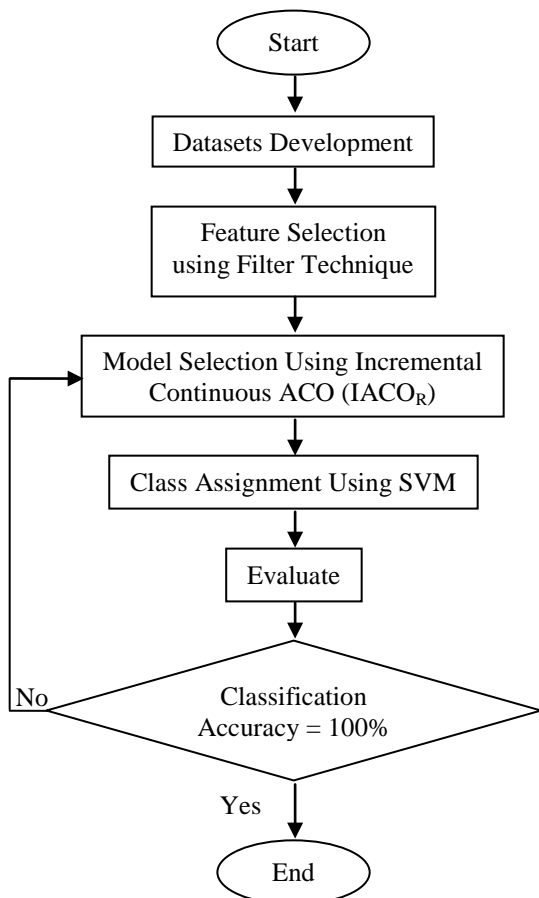 Start
Datasets Development
Feature Selection
using Filter Technique
Model Selection Using Incremental
Continuous ACO (IACO_R)
Class Assignment Using SVM
Evaluate
No
Classification
Accuracy = 100%
Yes
End